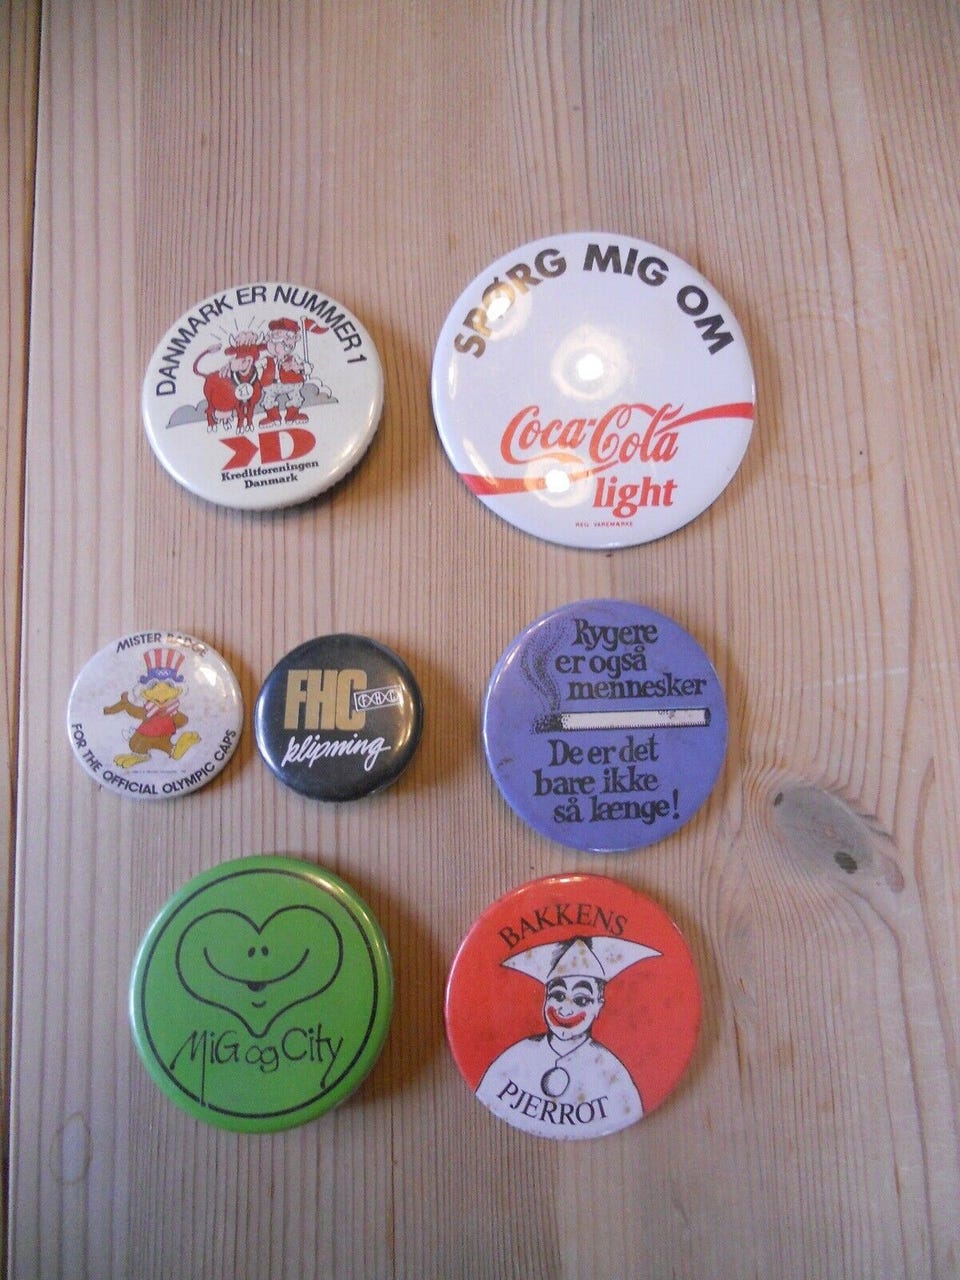 DANMARK ER NUMMER 1
1
Kreditforeningen
Danmark
SPØRG MIG OM
Coca-Cola
light
REG. VAREMÆRKE
MISTER
FOR THE OFFICIAL OLYMPIC CAPS
FHC
klipning
Rygere
er også
mennesker
De er det
bare ikke
så længe!
MiG og City
BAKKENS
PJERROT